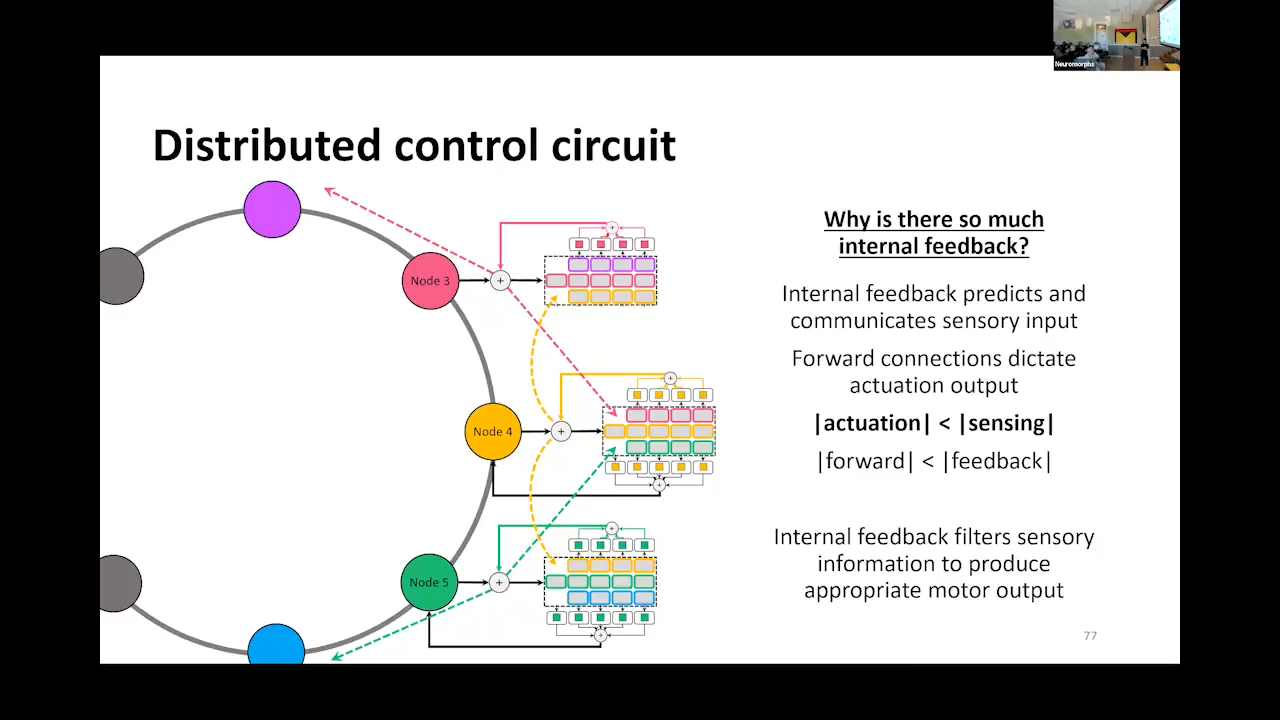 Neuromorphs
Distributed control circuit
Node 3
+
+
Node 4
+
+
+
Node 5
+
+
+
Why is there so much
internal feedback?
Internal feedback predicts and
communicates sensory input
Forward connections dictate
actuation output
|actuation| < |sensing|
|forward| < |feedback|
Internal feedback filters sensory
information to produce
appropriate motor output
77